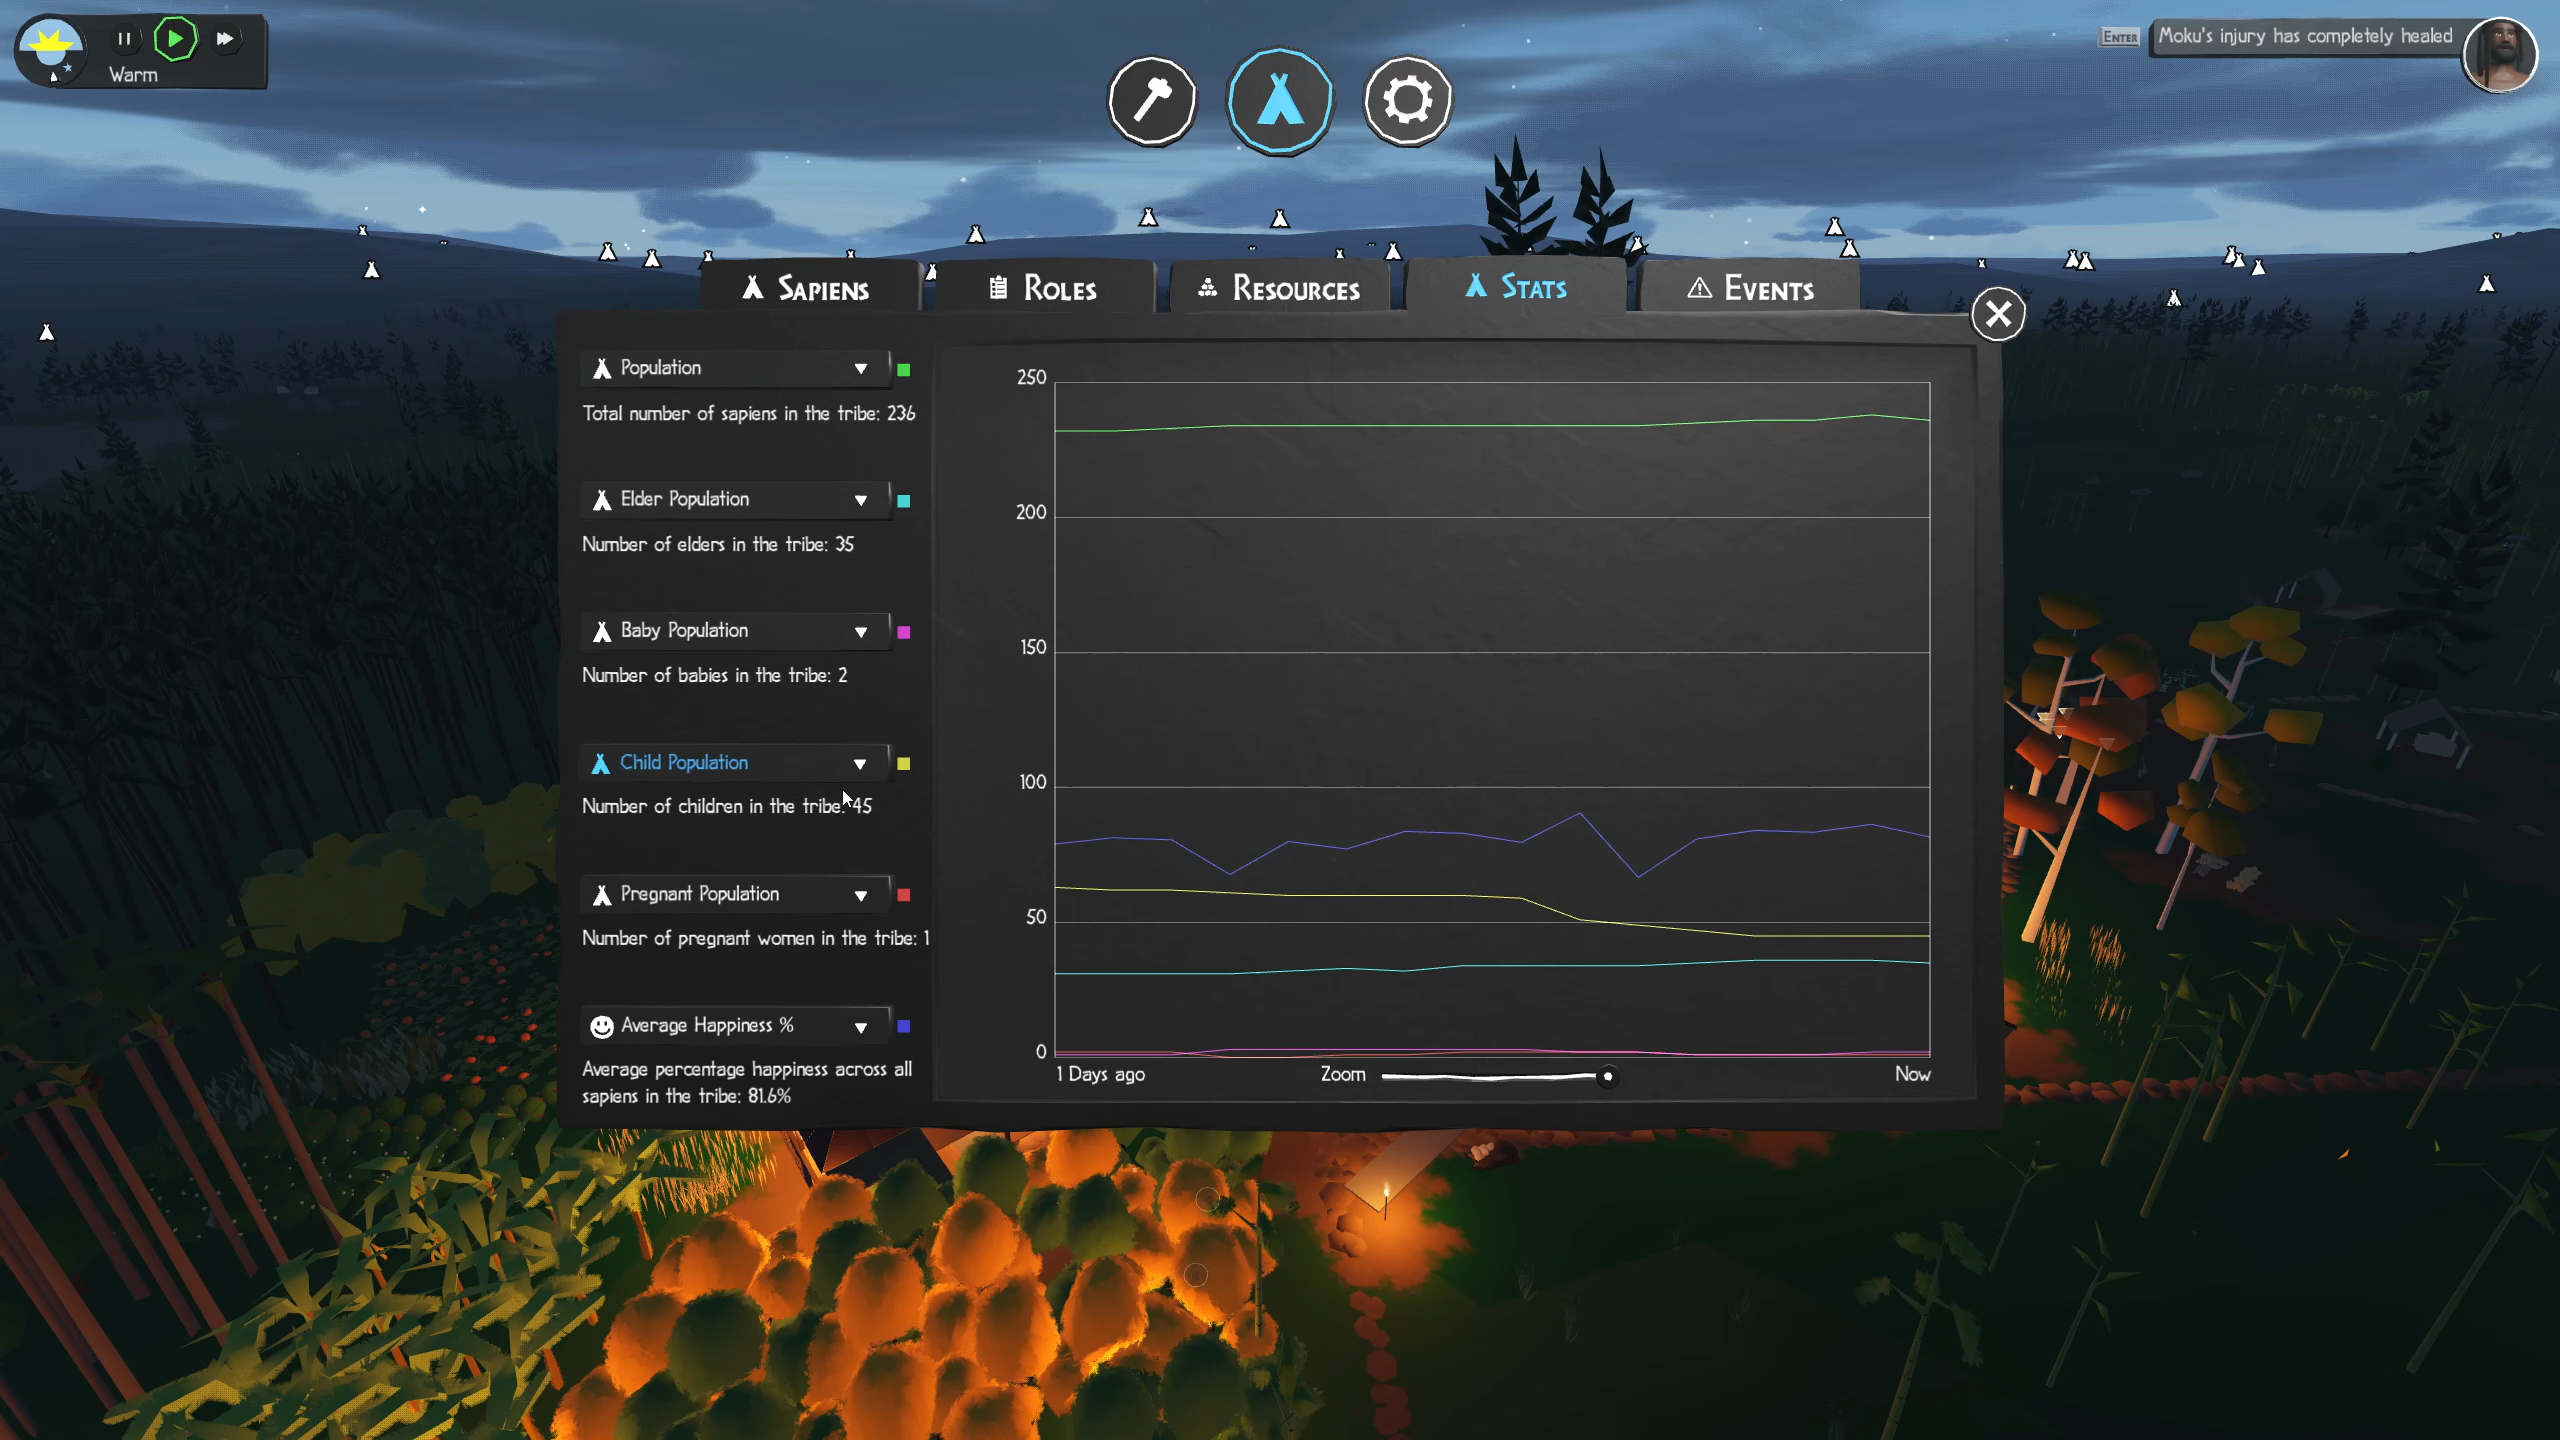 Warm
ENTER
Moku's injury has completely healed
SAPIENS
ROLES
RESOURCES
STATS
EVENTS
Population
Total number of sapiens in the tribe: 236
Elder Population
Number of elders in the tribe: 35
Baby Population
Number of babies in the tribe: 2
Child Population
Number of children in the tribe: 45
Pregnant Population
Number of pregnant women in the tribe: 1
Average Happiness %
Average percentage happiness across all
sapiens in the tribe: 81.6%
250
200
150
100
50
0
1 Days ago
Zoom
Now